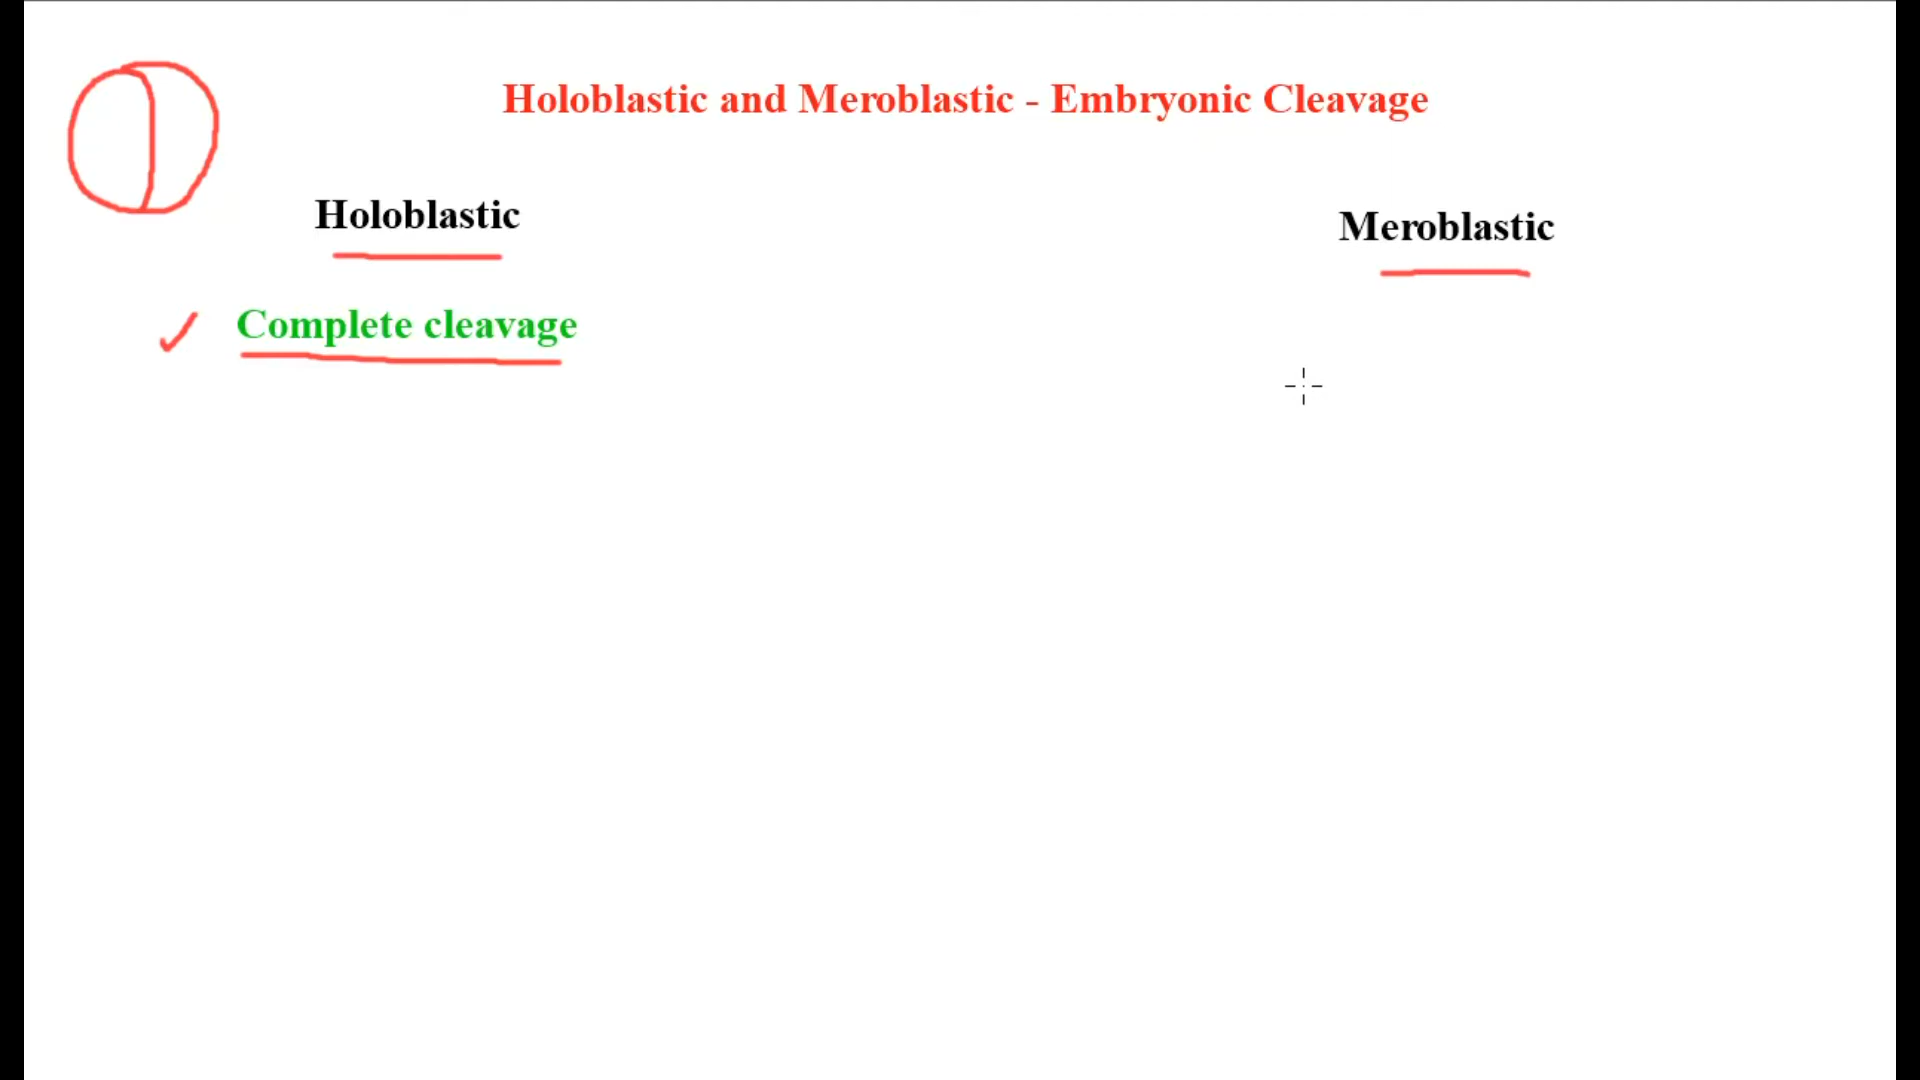 Holoblastic and Meroblastic - Embryonic Cleavage
Holoblastic
Meroblastic
Complete cleavage